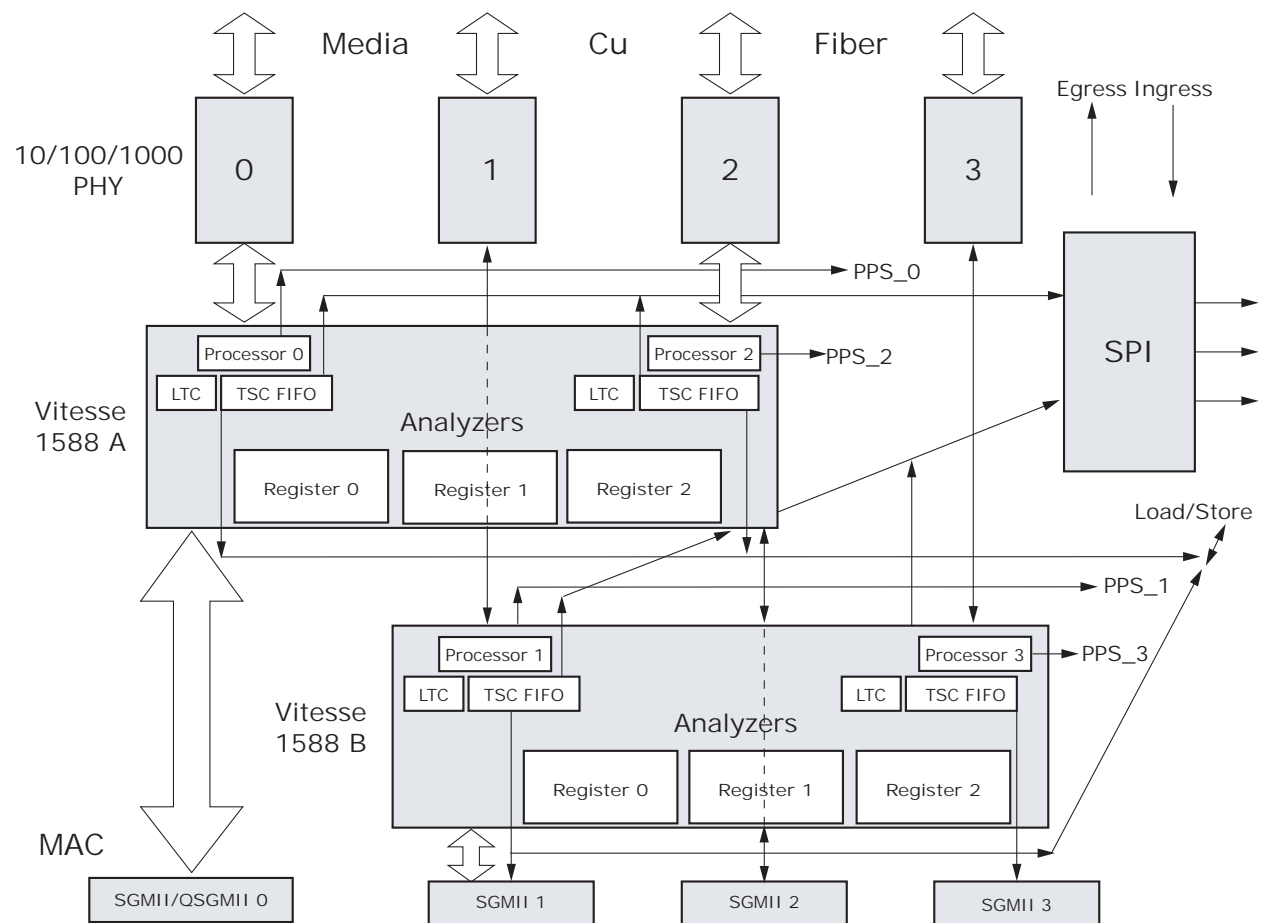 Media
Cu
Fiber
Egress Ingress
10/100/1000
PHY
0
1
2
3
PPS_0
Processor 0
Processor 2
PPS_2
SPI
LTC
TSC FIFO
LTC
TSC FIFO
Vitesse
1588 A
Analyzers
Register 0
Register 1
Register 2
Load/Store
PPS_1
Processor 1
Processor 3
PPS_3
LTC
TSC FIFO
LTC
TSC FIFO
Vitesse
1588 B
Analyzers
Register 0
Register 1
Register 2
MAC
SGMII/QSGMII 0
SGMII 1
SGMII 2
SGMII 3